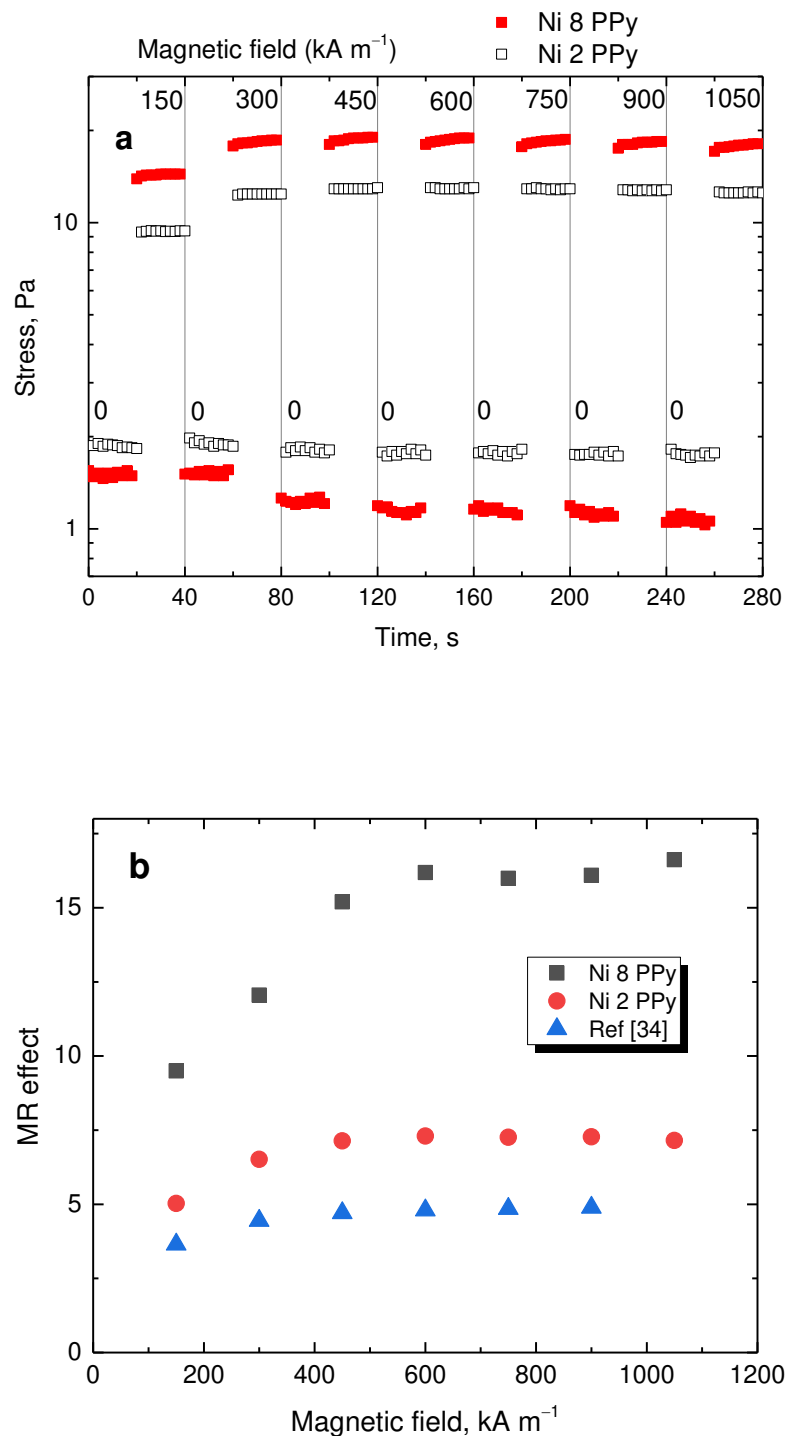 Ni 8 PPy
Magnetic field (kA m⁻¹) Ni 2 PPy
150 300 450 600 750 900 1050
a
10
Stress, Pa
0 0 0 0 0 0 0
1
0 40 80 120 160 200 240 280
Time, s
b
15
Ni 8 PPy
Ni 2 PPy
Ref [34]
10
MR effect
5
0
0 200 400 600 800 1000 1200
Magnetic field, kA m⁻¹